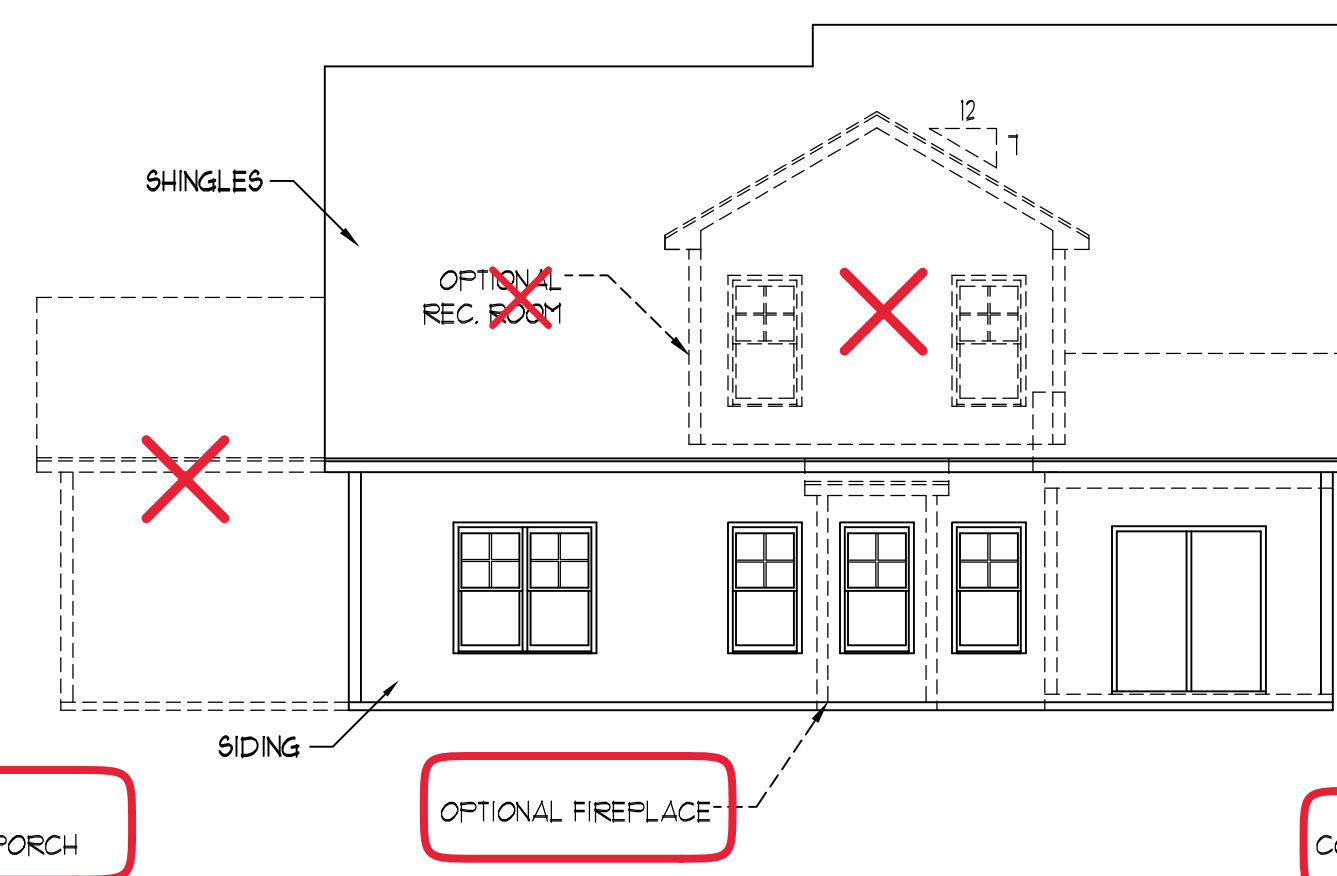 12
7
SHINGLES
OPTIONAL
REC. ROOM
SIDING
OPTIONAL FIREPLACE
PORCH